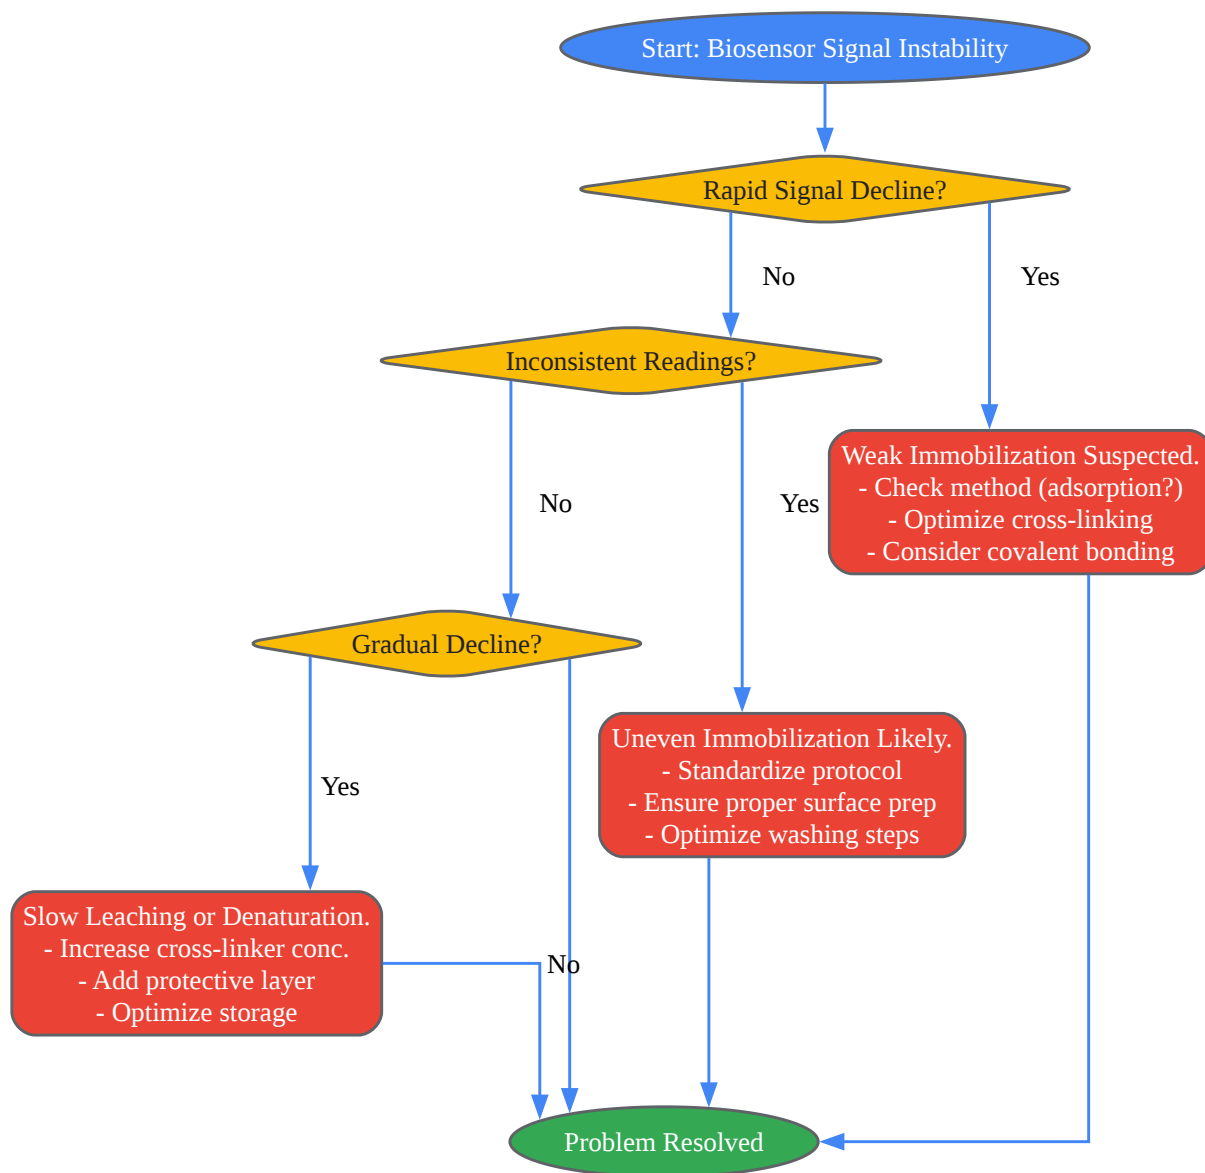 Start: Biosensor Signal Instability
Rapid Signal Decline?
No
Yes
Inconsistent Readings?
Weak Immobilization Suspected.
- Check method (adsorption?)
- Optimize cross-linking
- Consider covalent bonding
No
Yes
Gradual Decline?
Uneven Immobilization Likely.
- Standardize protocol
- Ensure proper surface prep
- Optimize washing steps
Yes
Slow Leaching or Denaturation.
- Increase cross-linker conc.
- Add protective layer
- Optimize storage
No
Problem Resolved